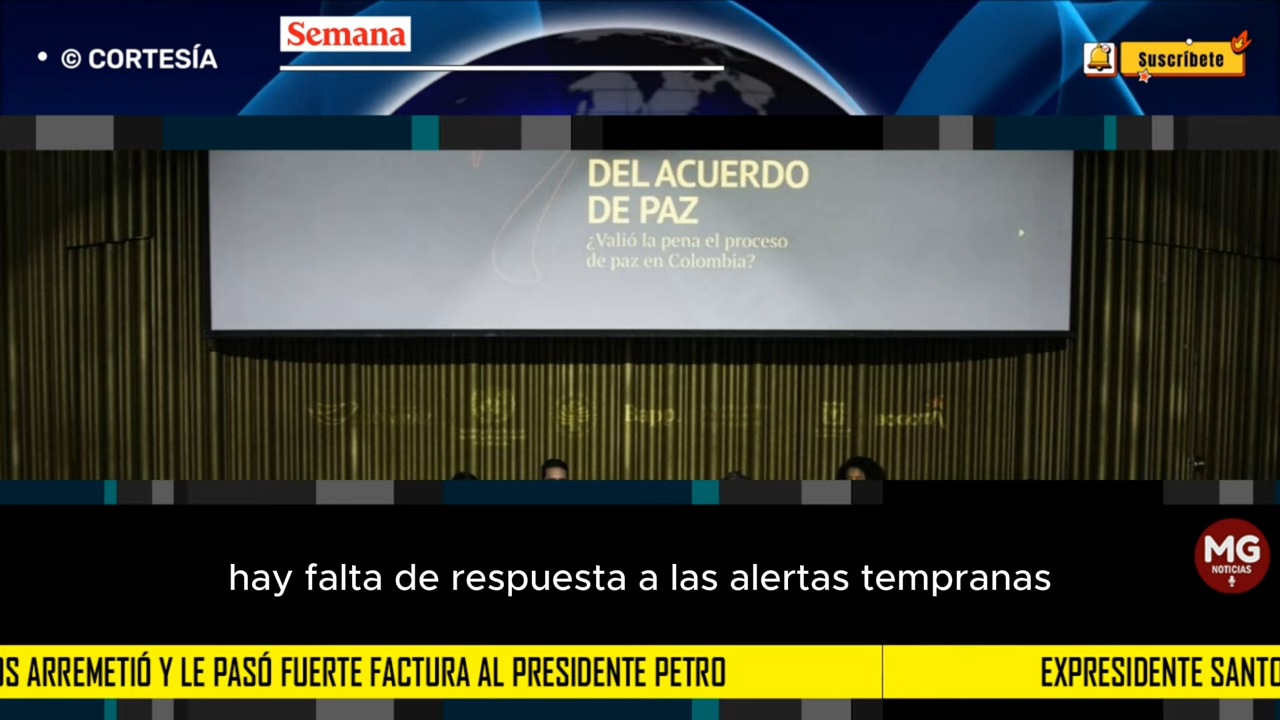 • © CORTESÍA
Semana
Suscríbete
DEL ACUERDO
DE PAZ
¿Valió la pena el proceso
de paz en Colombia?
hay falta de respuesta a las alertas tempranas
MG
NOTICIAS
OS ARREMETIÓ Y LE PASÓ FUERTE FACTURA AL PRESIDENTE PETRO
EXPRESIDENTE SANTO